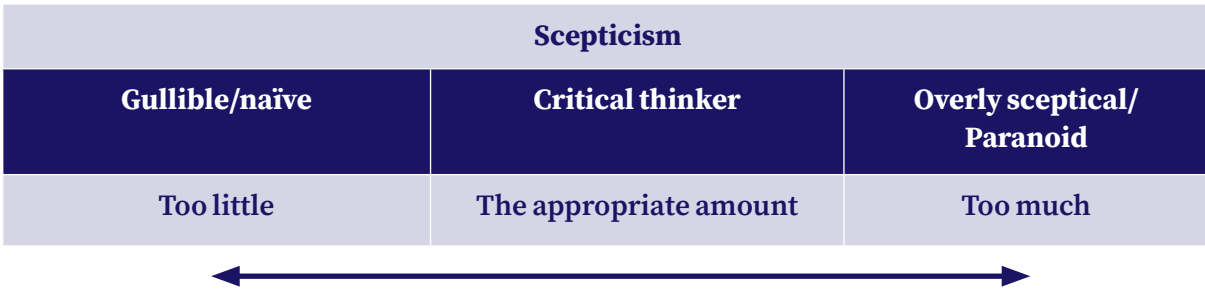 Scepticism
Gullible/naïve
Critical thinker
Overly sceptical/
Paranoid
Too little
The appropriate amount
Too much